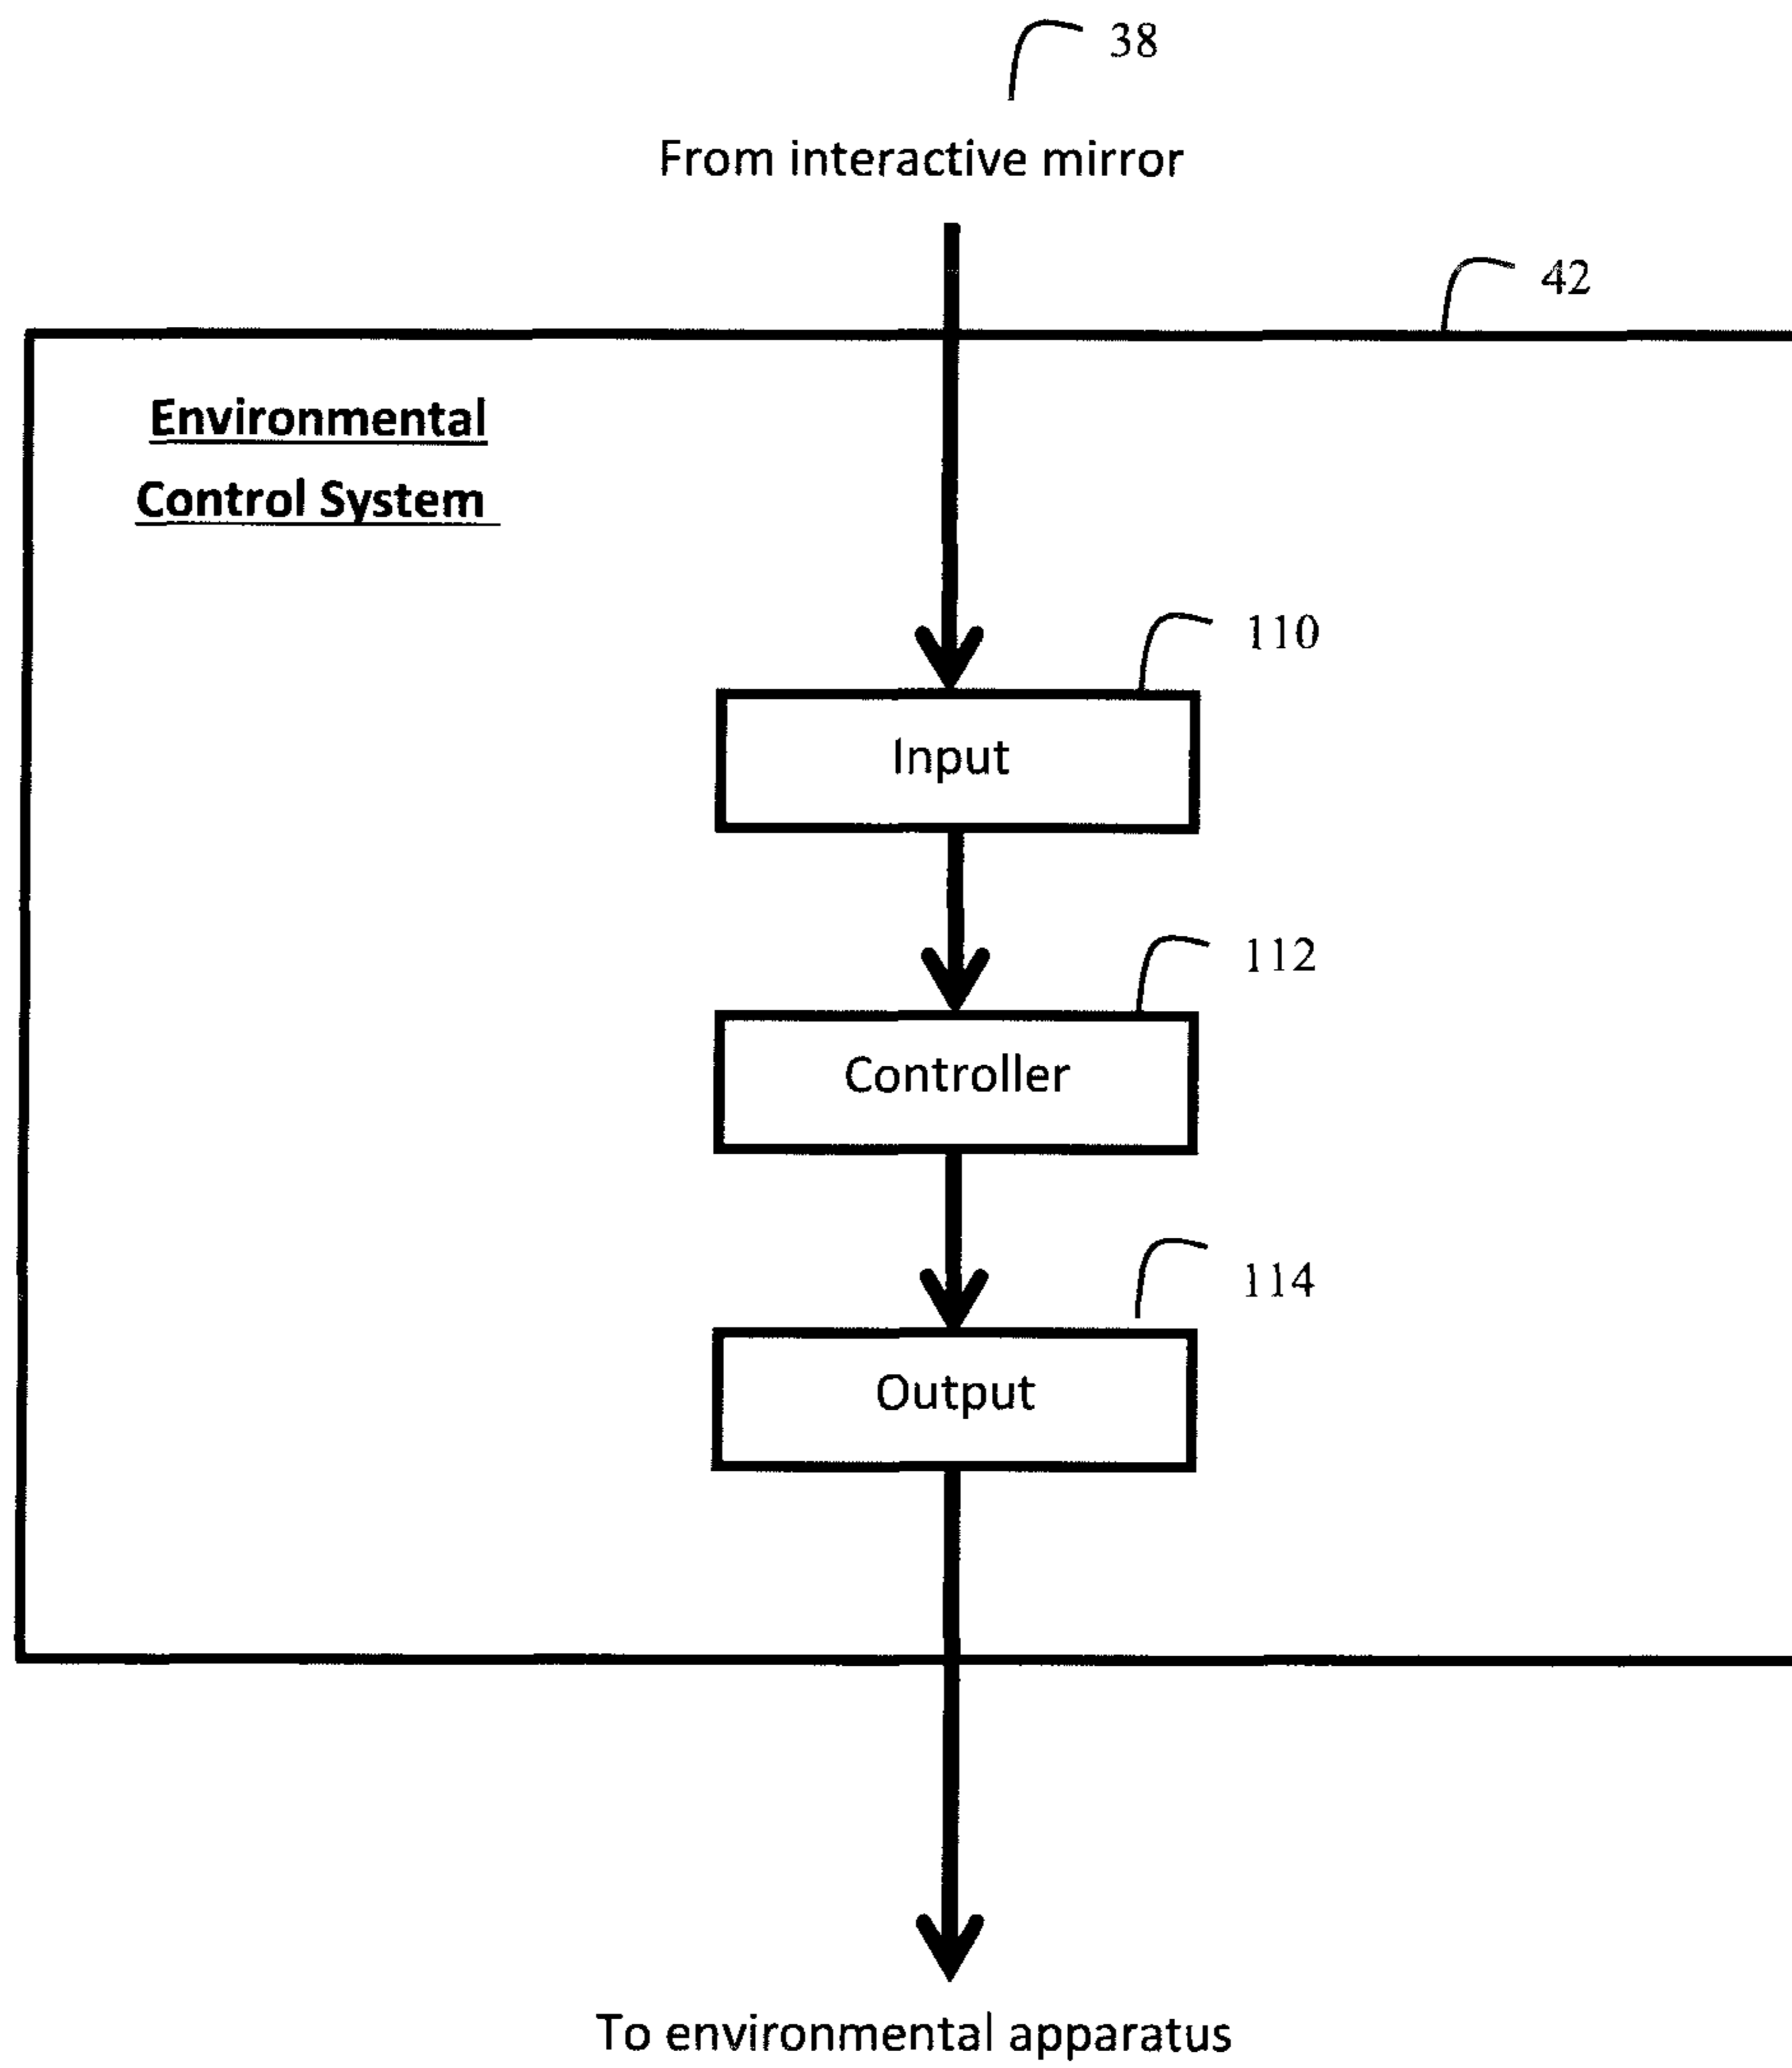 38
From interactive mirror
42
Environmental
Control System
110
Input
112
Controller
114
Output
To environmental apparatus